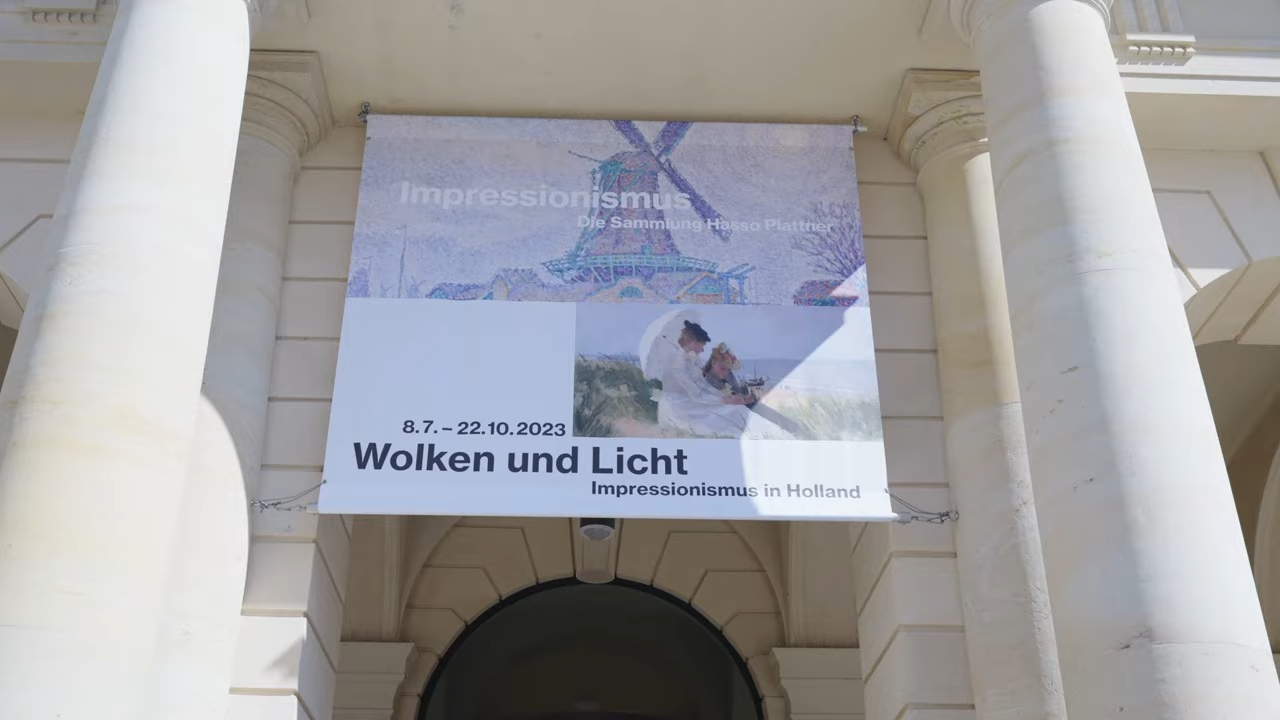 Impressionismus
Die Sammlung Hasso Plattner
8.7. – 22.10.2023
Wolken und Licht
Impressionismus in Holland